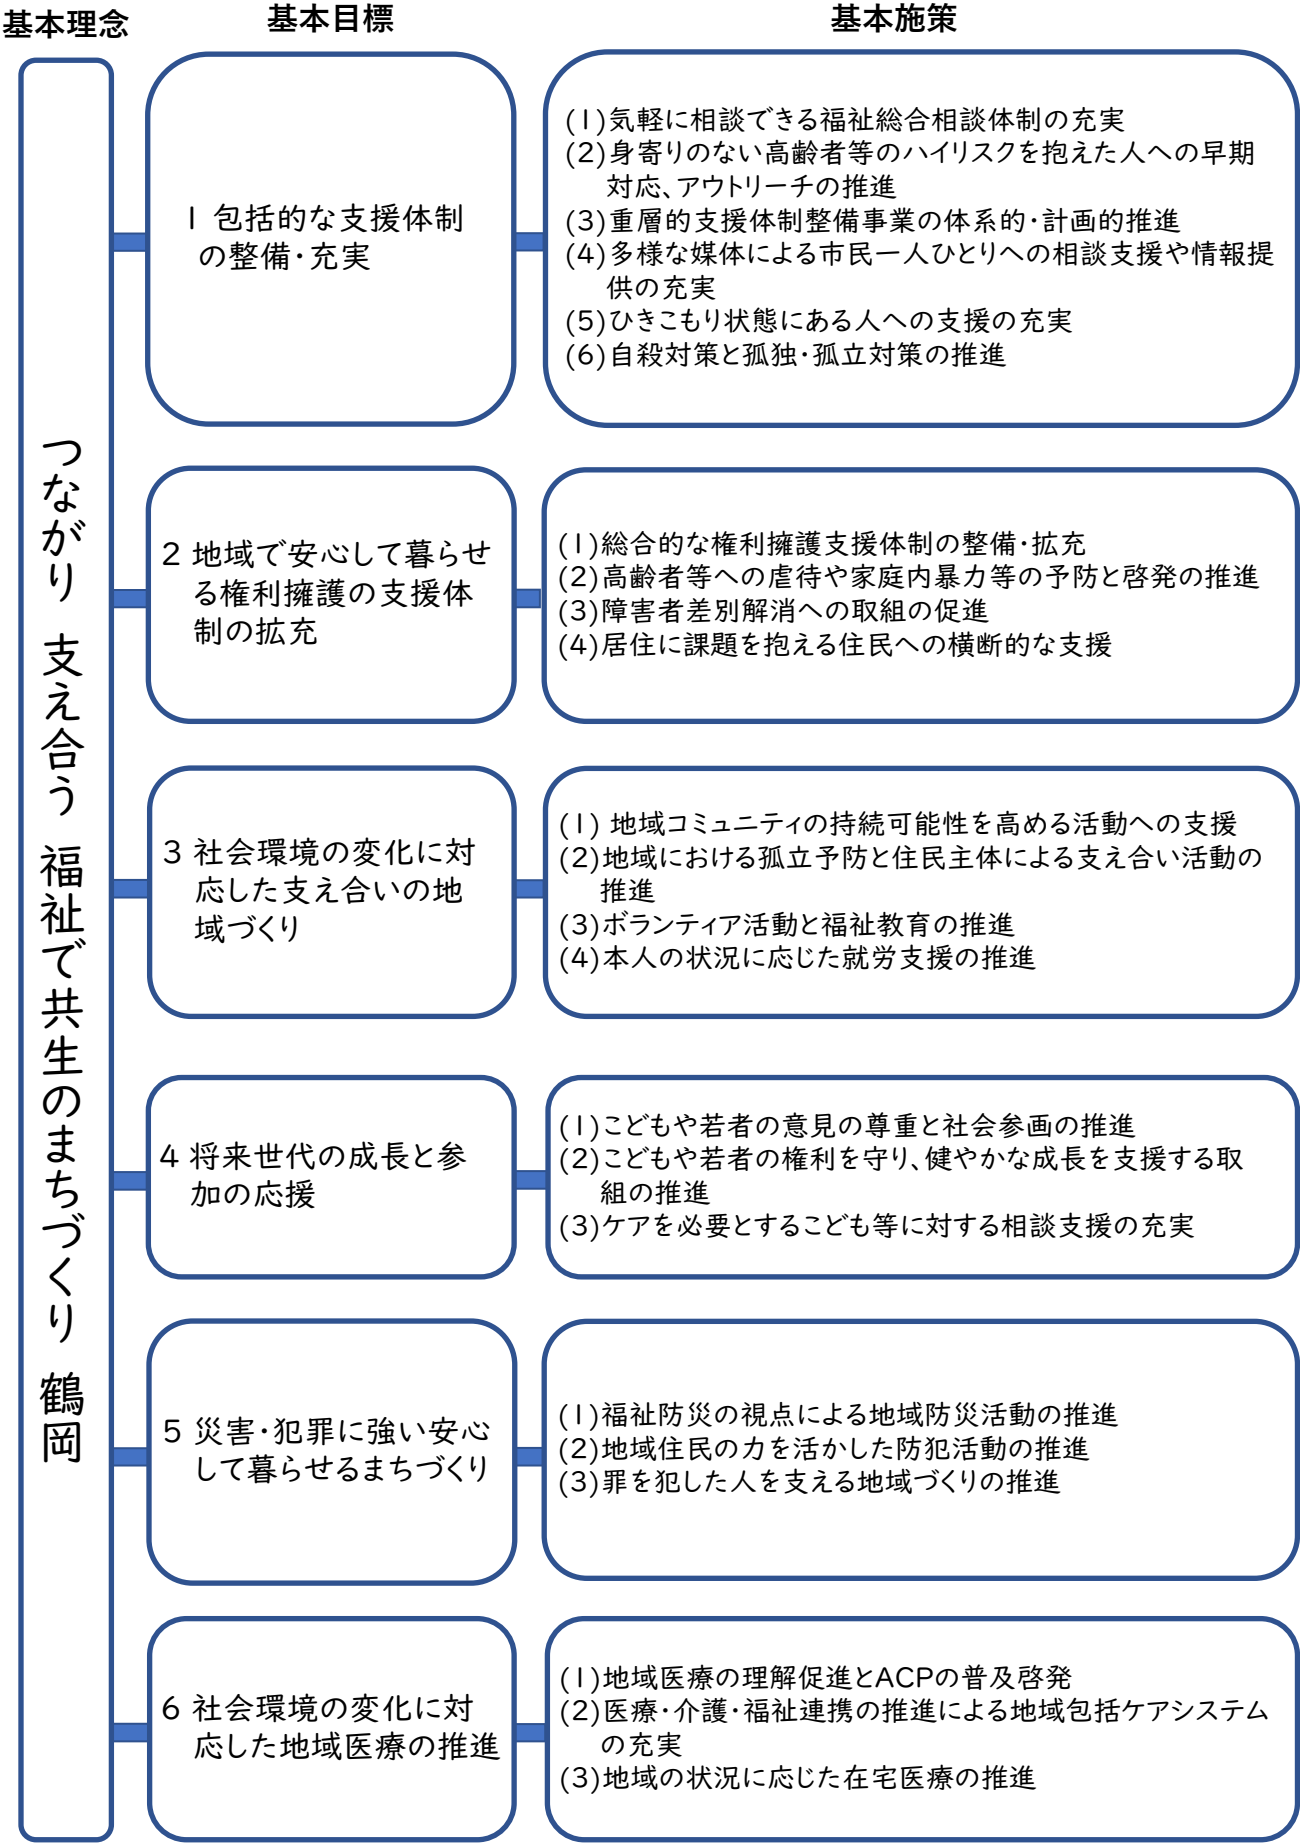 基本理念
基本目標
基本施策
つながり 支え合う 福祉で共生のまちづくり 鶴岡
1 包括的な支援体制
の整備・充実
(1)気軽に相談できる福祉総合相談体制の充実
(2)身寄りのない高齢者等のハイリスクを抱えた人への早期
対応、アウトリーチの推進
(3)重層的支援体制整備事業の体系的・計画的推進
(4)多様な媒体による市民一人ひとりへの相談支援や情報提
供の充実
(5)ひきこもり状態にある人への支援の充実
(6)自殺対策と孤独・孤立対策の推進
2 地域で安心して暮らせ
る権利擁護の支援体
制の拡充
(1)総合的な権利擁護支援体制の整備・拡充
(2)高齢者等への虐待や家庭内暴力等の予防と啓発の推進
(3)障害者差別解消への取組の促進
(4)居住に課題を抱える住民への横断的な支援
3 社会環境の変化に対
応した支え合いの地
域づくり
(1) 地域コミュニティの持続可能性を高める活動への支援
(2)地域における孤立予防と住民主体による支え合い活動の
推進
(3)ボランティア活動と福祉教育の推進
(4)本人の状況に応じた就労支援の推進
4 将来世代の成長と参
加の応援
(1)こどもや若者の意見の尊重と社会参画の推進
(2)こどもや若者の権利を守り、健やかな成長を支援する取
組の推進
(3)ケアを必要とするこども等に対する相談支援の充実
5 災害・犯罪に強い安心
して暮らせるまちづくり
(1)福祉防災の視点による地域防災活動の推進
(2)地域住民の力を活かした防犯活動の推進
(3)罪を犯した人を支える地域づくりの推進
6 社会環境の変化に対
応した地域医療の推進
(1)地域医療の理解促進とACPの普及啓発
(2)医療・介護・福祉連携の推進による地域包括ケアシステム
の充実
(3)地域の状況に応じた在宅医療の推進